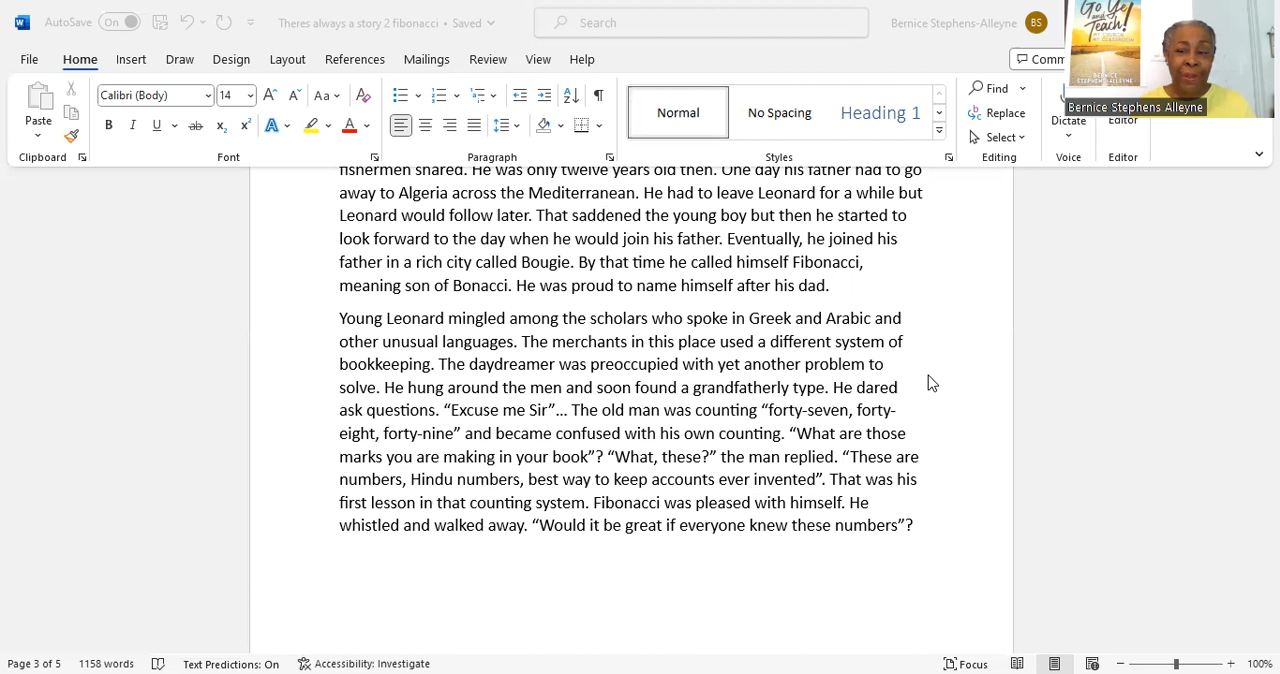 AutoSave On Theres always a story 2 fibonacci • Saved Search Bernice Stephens-Alleyne BS
Go Ye and Teach!
MY CHURCH
MY CLASSROOM
BERNICE
STEPHENS ALLEYNE
Bernice Stephens Alleyne
File Home Insert Draw Design Layout References Mailings Review View Help Comm
Paste Calibri (Body) 14 Aa Normal No Spacing Heading 1 Find Replace Select Dictate Editor
Clipboard Font Paragraph Styles Editing Voice Editor
fishermen shared. He was only twelve years old then. One day his father had to go
away to Algeria across the Mediterranean. He had to leave Leonard for a while but
Leonard would follow later. That saddened the young boy but then he started to
look forward to the day when he would join his father. Eventually, he joined his
father in a rich city called Bougie. By that time he called himself Fibonacci,
meaning son of Bonacci. He was proud to name himself after his dad.
Young Leonard mingled among the scholars who spoke in Greek and Arabic and
other unusual languages. The merchants in this place used a different system of
bookkeeping. The daydreamer was preoccupied with yet another problem to
solve. He hung around the men and soon found a grandfatherly type. He dared
ask questions. “Excuse me Sir”... The old man was counting “forty-seven, forty-
eight, forty-nine” and became confused with his own counting. “What are those
marks you are making in your book”? “What, these?” the man replied. “These are
numbers, Hindu numbers, best way to keep accounts ever invented”. That was his
first lesson in that counting system. Fibonacci was pleased with himself. He
whistled and walked away. “Would it be great if everyone knew these numbers”?
Page 3 of 5 1158 words Text Predictions: On Accessibility: Investigate Focus 100%